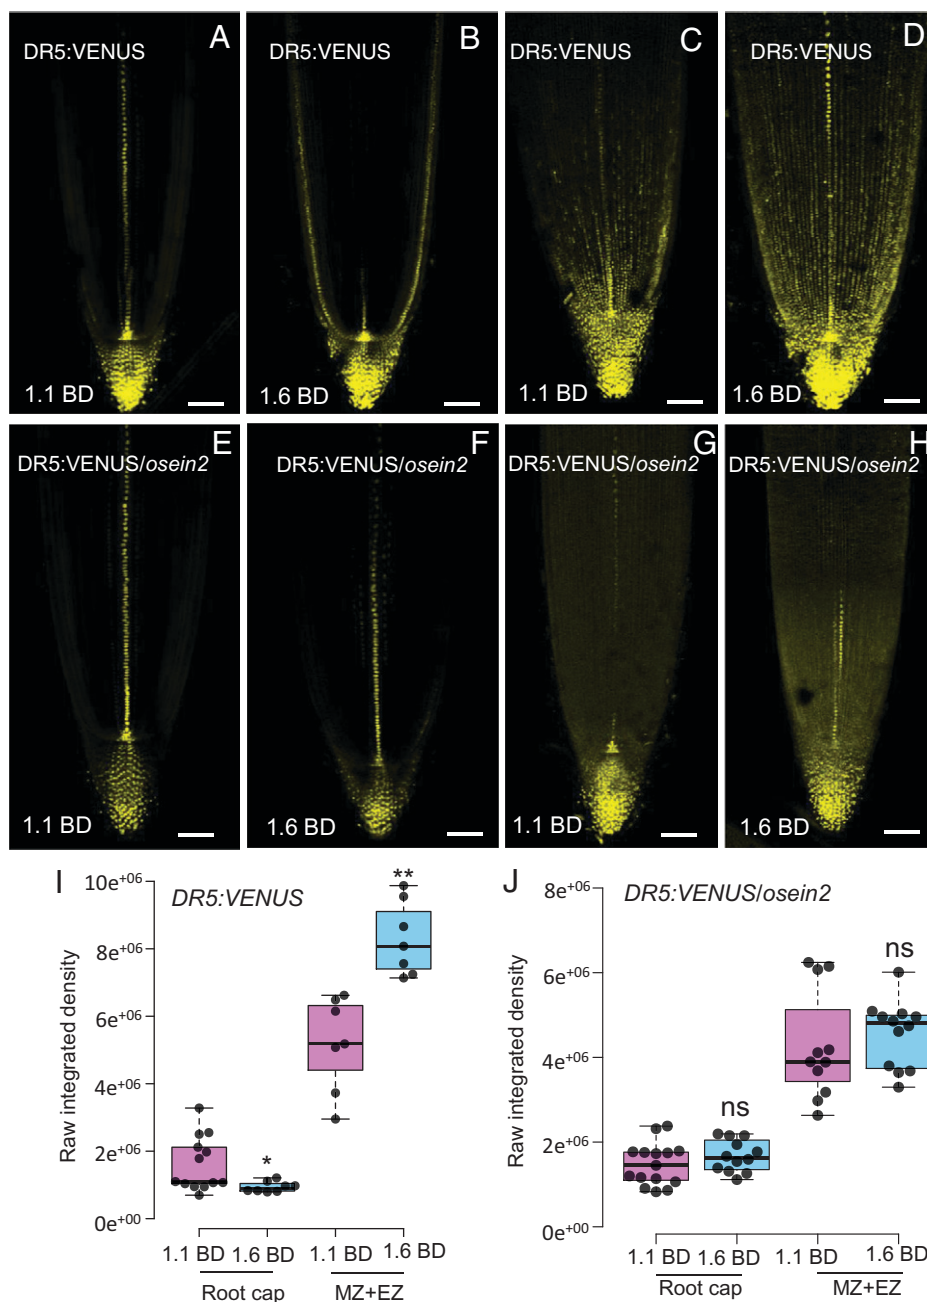 A
DR5:VENUS
1.1 BD
B
DR5:VENUS
1.6 BD
C
DR5:VENUS
1.1 BD
D
DR5:VENUS
1.6 BD
E
DR5:VENUS/osein2
1.1 BD
F
DR5:VENUS/osein2
1.6 BD
G
DR5:VENUS/osein2
1.1 BD
H
DR5:VENUS/osein2
1.6 BD
I
DR5:VENUS
Raw integrated density
10e+06
8e+06
6e+06
4e+06
2e+06
0e+00
*
**
1.1 BD 1.6 BD 1.1 BD 1.6 BD
Root cap MZ+EZ
J
DR5:VENUS/osein2
Raw integrated density
8e+06
6e+06
4e+06
2e+06
0e+00
ns
ns
1.1 BD 1.6 BD 1.1 BD 1.6 BD
Root cap MZ+EZ